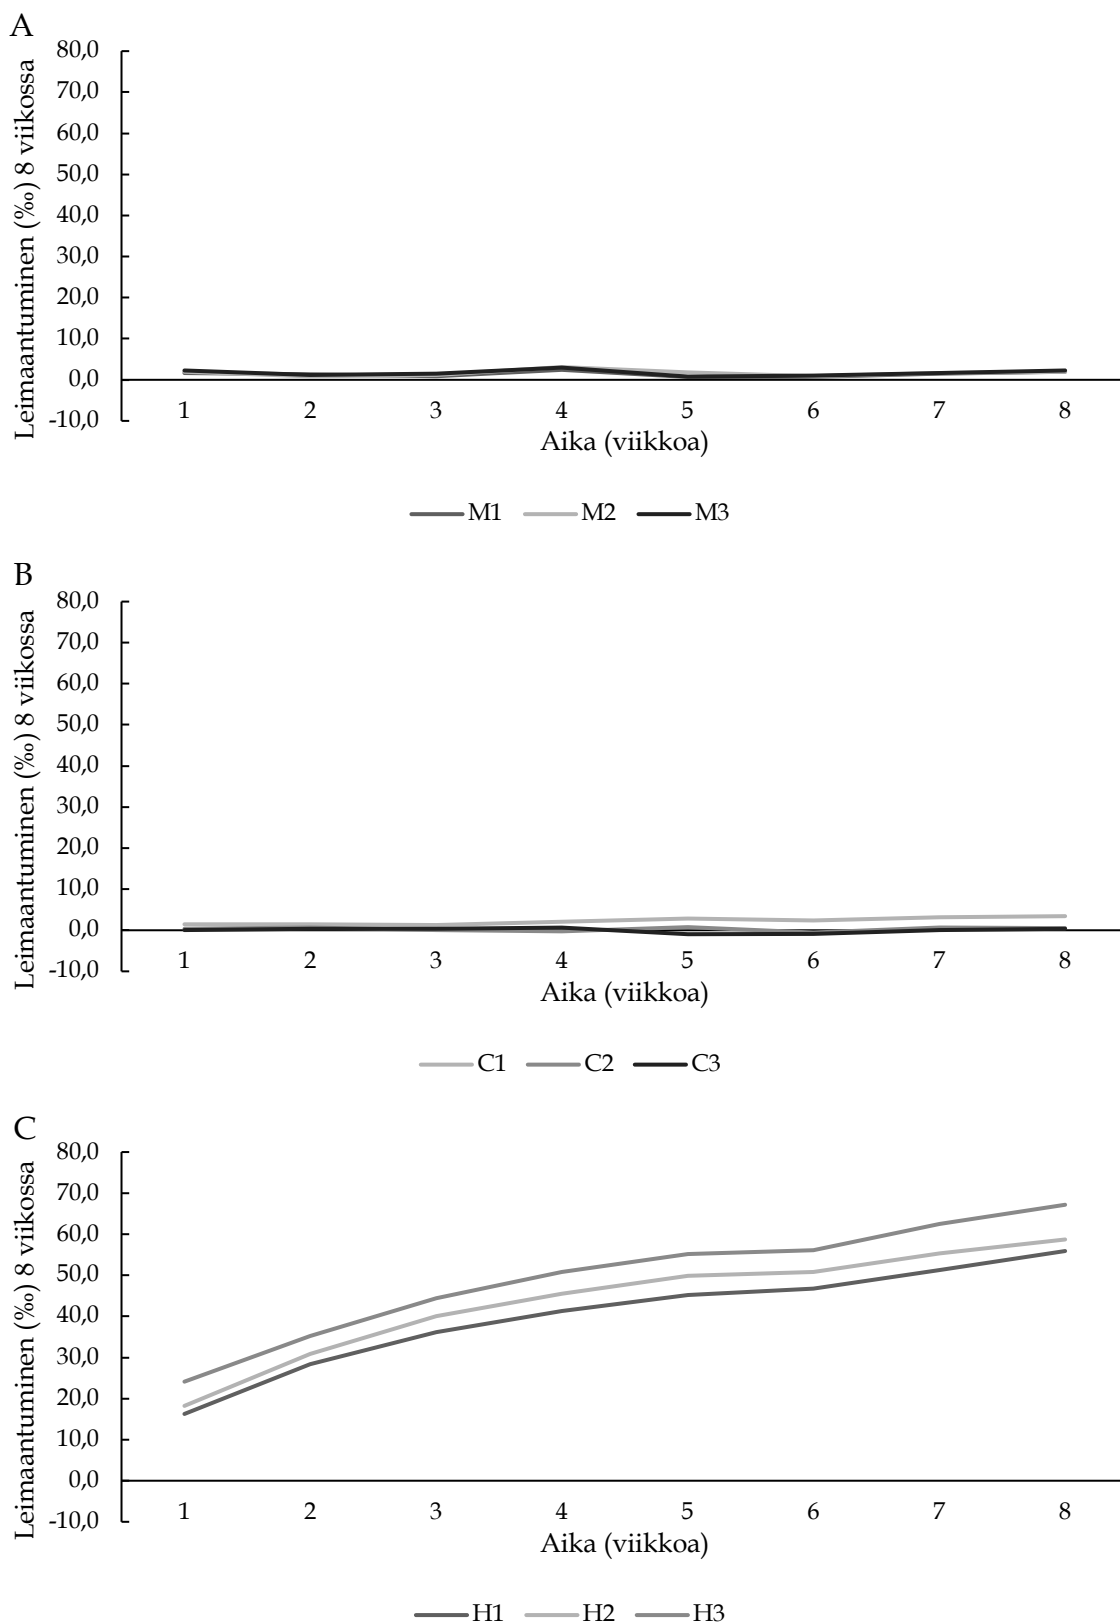 A
Leimaantuminen (‰) 8 viikossa
80,0
70,0
60,0
50,0
40,0
30,0
20,0
10,0
0,0
-10,0
1 2 3 4 5 6 7 8
Aika (viikkoa)
M1 M2 M3
B
Leimaantuminen (‰) 8 viikossa
80,0
70,0
60,0
50,0
40,0
30,0
20,0
10,0
0,0
-10,0
1 2 3 4 5 6 7 8
Aika (viikkoa)
C1 C2 C3
C
Leimaantuminen (‰) 8 viikossa
80,0
70,0
60,0
50,0
40,0
30,0
20,0
10,0
0,0
-10,0
1 2 3 4 5 6 7 8
Aika (viikkoa)
H1 H2 H3